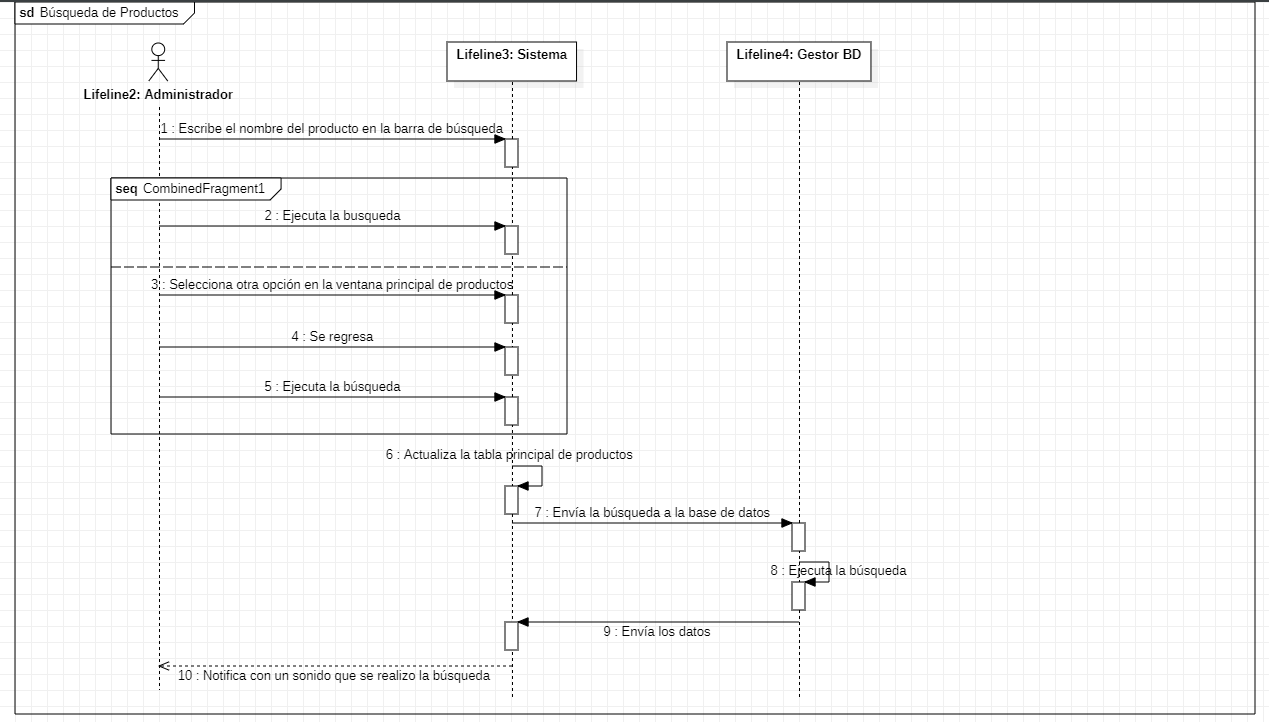 sd Búsqueda de Productos
Lifeline2: Administrador
Lifeline3: Sistema
Lifeline4: Gestor BD
1 : Escribe el nombre del producto en la barra de búsqueda
seq CombinedFragment1
2 : Ejecuta la busqueda
3 : Selecciona otra opción en la ventana principal de productos
4 : Se regresa
5 : Ejecuta la búsqueda
6 : Actualiza la tabla principal de productos
7 : Envía la búsqueda a la base de datos
8 : Ejecuta la búsqueda
9 : Envía los datos
10 : Notifica con un sonido que se realizo la búsqueda